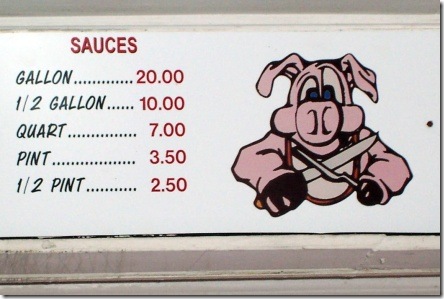 SAUCES
GALLON.............20.00
1/2 GALLON...... 10.00
QUART............... 7.00
PINT.................. 3.50
1/2 PINT........... 2.50